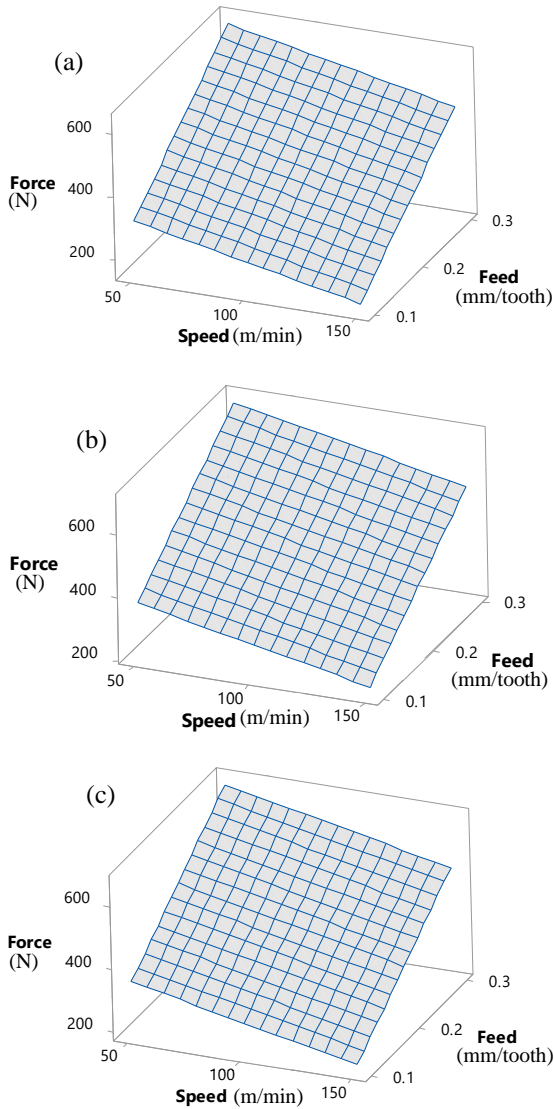 (a)
600
Force
(N)
400
200
50
100
150
Speed (m/min)
0.1
0.2
0.3
Feed
(mm/tooth)
(b)
600
Force
(N)
400
200
50
100
150
Speed (m/min)
0.1
0.2
0.3
Feed
(mm/tooth)
(c)
600
Force
(N)
400
200
50
100
150
Speed (m/min)
0.1
0.2
0.3
Feed
(mm/tooth)